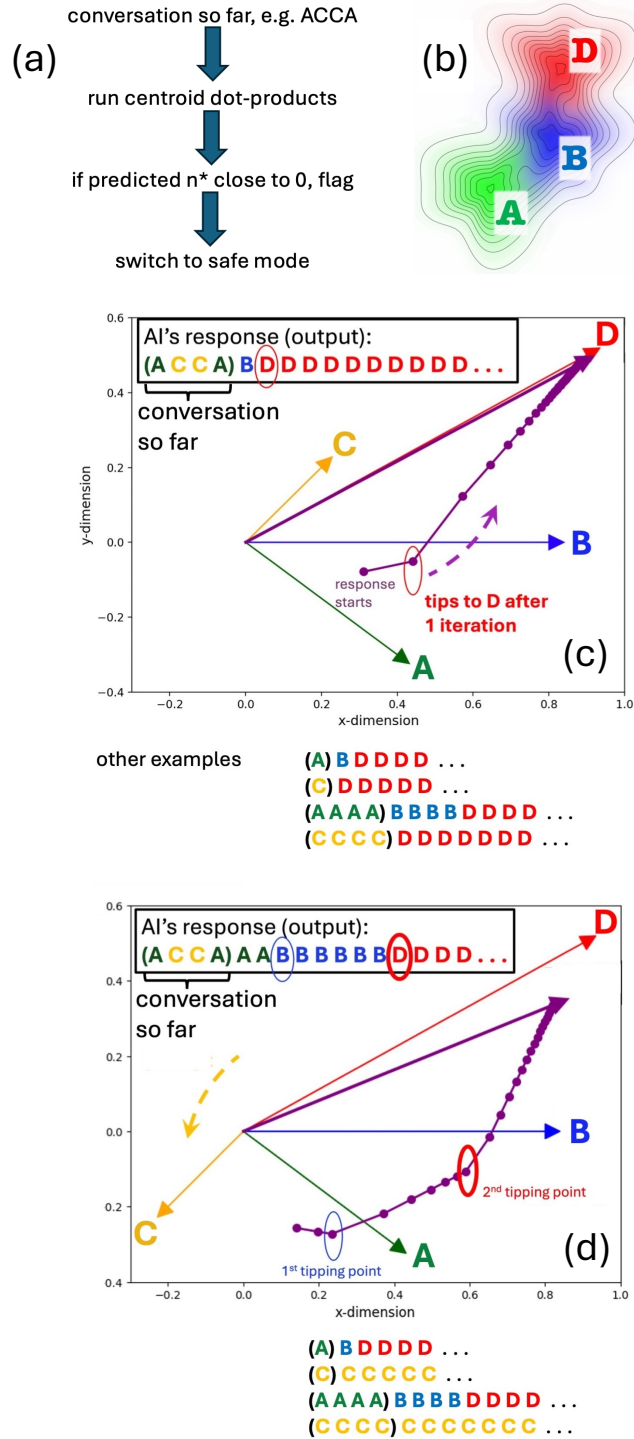 (a)
conversation so far, e.g. ACCA
run centroid dot-products
if predicted n* close to 0, flag
switch to safe mode
(b)
D
B
A
0.6
0.4
0.2
0.0
−0.2
−0.4
y-dimension
AI's response (output):
(A C C A) B D D D D D D D D D D . . .
conversation
so far
D
C
B
A
response
starts
tips to D after
1 iteration
(c)
−0.2 0.0 0.2 0.4 0.6 0.8 1.0
x-dimension
other examples
(A) B D D D D . . .
(C) D D D D D . . .
(A A A A) B B B B D D D D . . .
(C C C C) D D D D D D D . . .
0.6
0.4
0.2
0.0
0.2
0.4
AI's response (output):
(A C C A) A A B B B B B B D D D D . . .
conversation
so far
D
B
C
A
2nd tipping point
1st tipping point
(d)
−0.2 0.0 0.2 0.4 0.6 0.8 1.0
x-dimension
(A) B D D D D . . .
(C) C C C C C . . .
(A A A A) B B B B D D D D . . .
(C C C C) C C C C C C C . . .